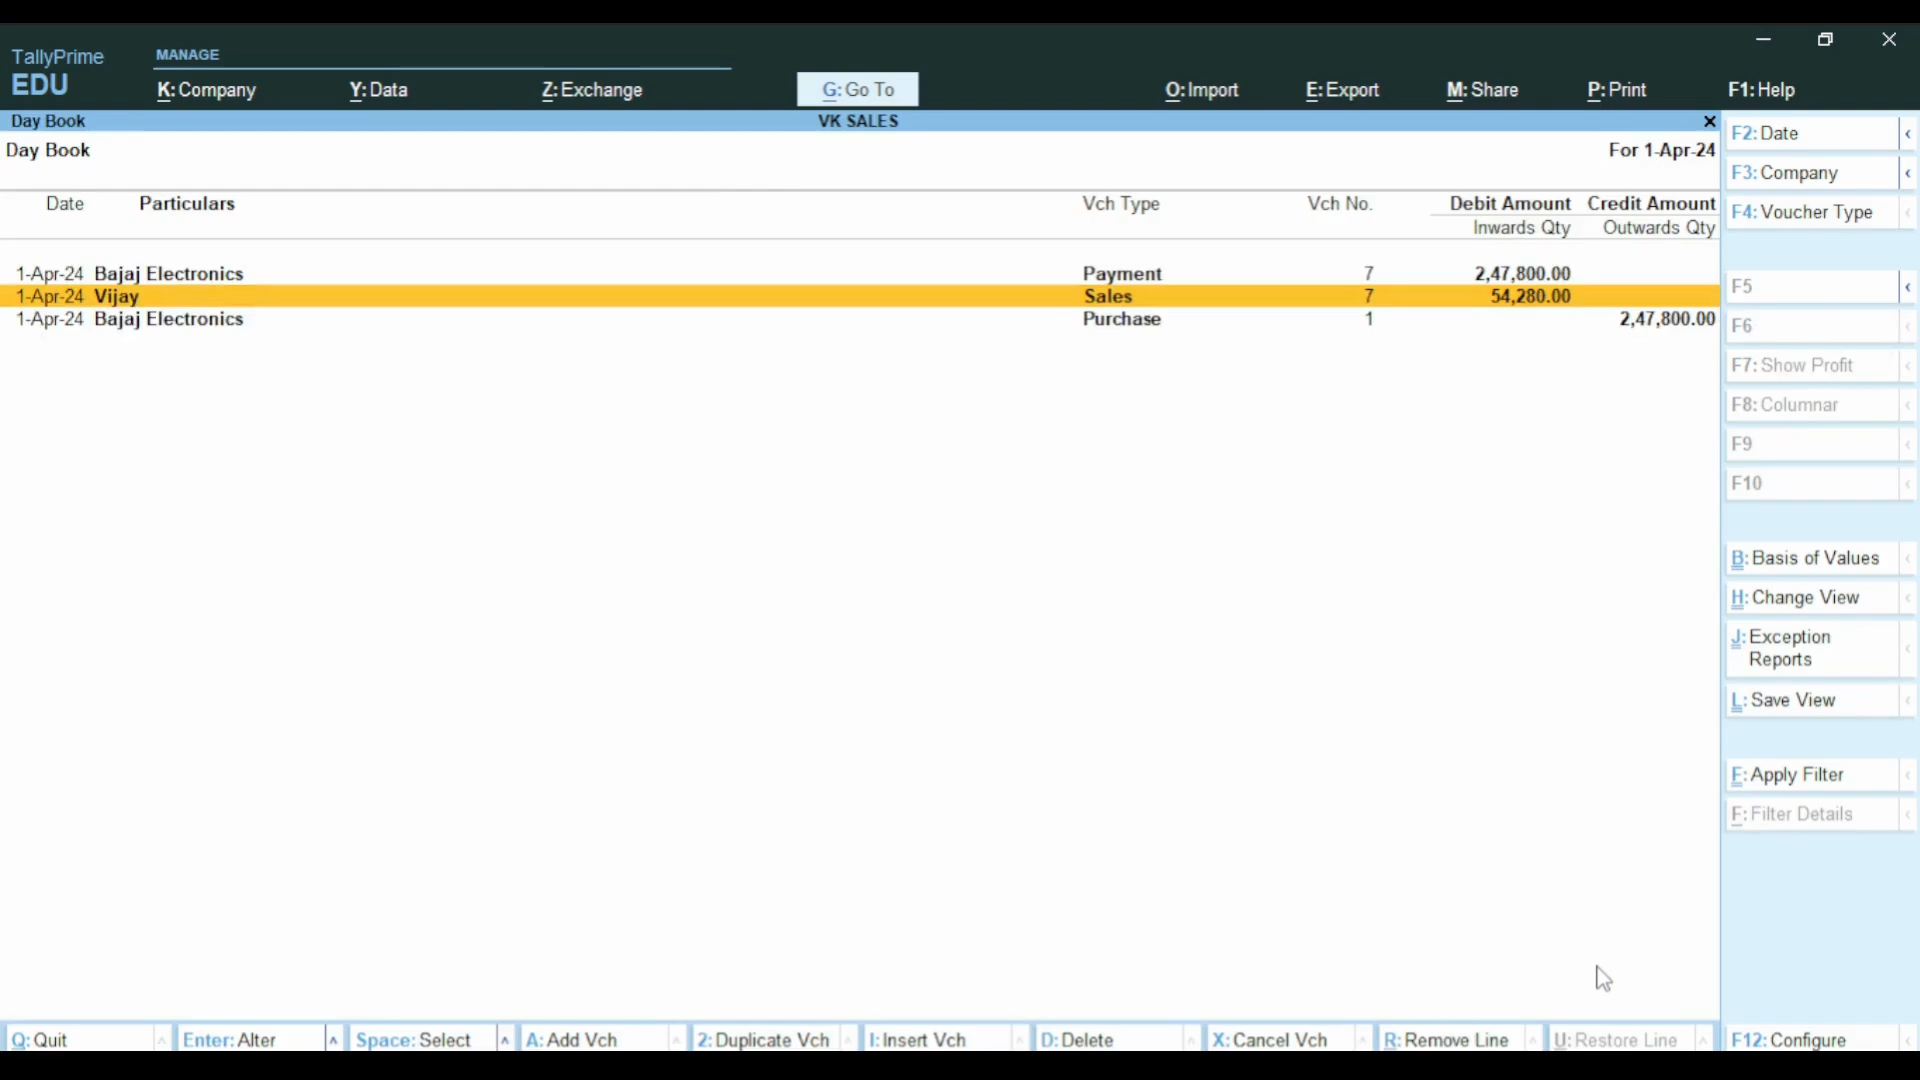 TallyPrime
EDU
MANAGE
K: Company
Y: Data
Z: Exchange
G: Go To
O: Import
E: Export
M: Share
P: Print
F1: Help
Day Book
VK SALES
Day Book
For 1-Apr-24
Date Particulars Vch Type Vch No. Debit Amount Credit Amount
Inwards Qty Outwards Qty
1-Apr-24 Bajaj Electronics Payment 7 2,47,800.00
1-Apr-24 Vijay Sales 7 54,280.00
1-Apr-24 Bajaj Electronics Purchase 1 2,47,800.00
F2: Date
F3: Company
F4: Voucher Type
F5
F6
F7: Show Profit
F8: Columnar
F9
F10
B: Basis of Values
H: Change View
J: Exception
Reports
L: Save View
F: Apply Filter
F: Filter Details
Q: Quit
Enter: Alter
Space: Select
A: Add Vch
2: Duplicate Vch
I: Insert Vch
D: Delete
X: Cancel Vch
R: Remove Line
U: Restore Line
F12: Configure